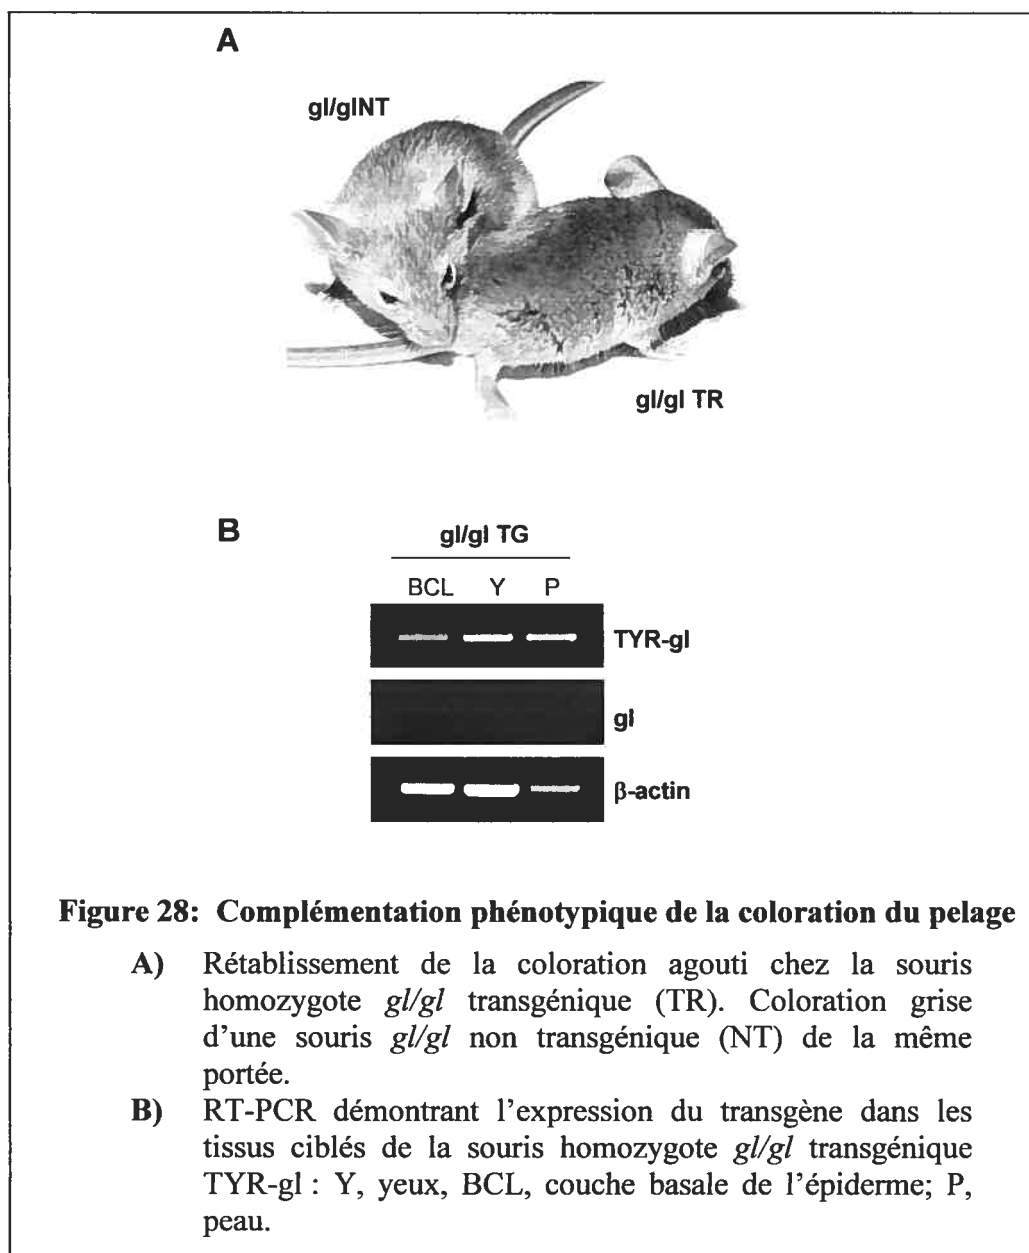 A
gl/glNT
gl/gl TR
B
gl/gl TG
BCL Y P
TYR-gl
gl
β-actin
Figure 28: Complémentation phénotypique de la coloration du pelage
A) Rétablissement de la coloration agouti chez la souris
homozygote gl/gl transgénique (TR). Coloration grise
d'une souris gl/gl non transgénique (NT) de la même
portée.
B) RT-PCR démontrant l'expression du transgène dans les
tissus ciblés de la souris homozygote gl/gl transgénique
TYR-gl : Y, yeux, BCL, couche basale de l'épiderme; P,
peau.